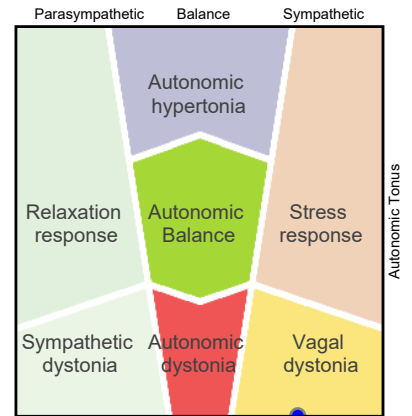 Parasympathetic Balance Sympathetic
Autonomic
hypertonia
Relaxation
response
Autonomic
Balance
Stress
response
Autonomic Tonus
Sympathetic
dystonia
Autonomic
dystonia
Vagal
dystonia